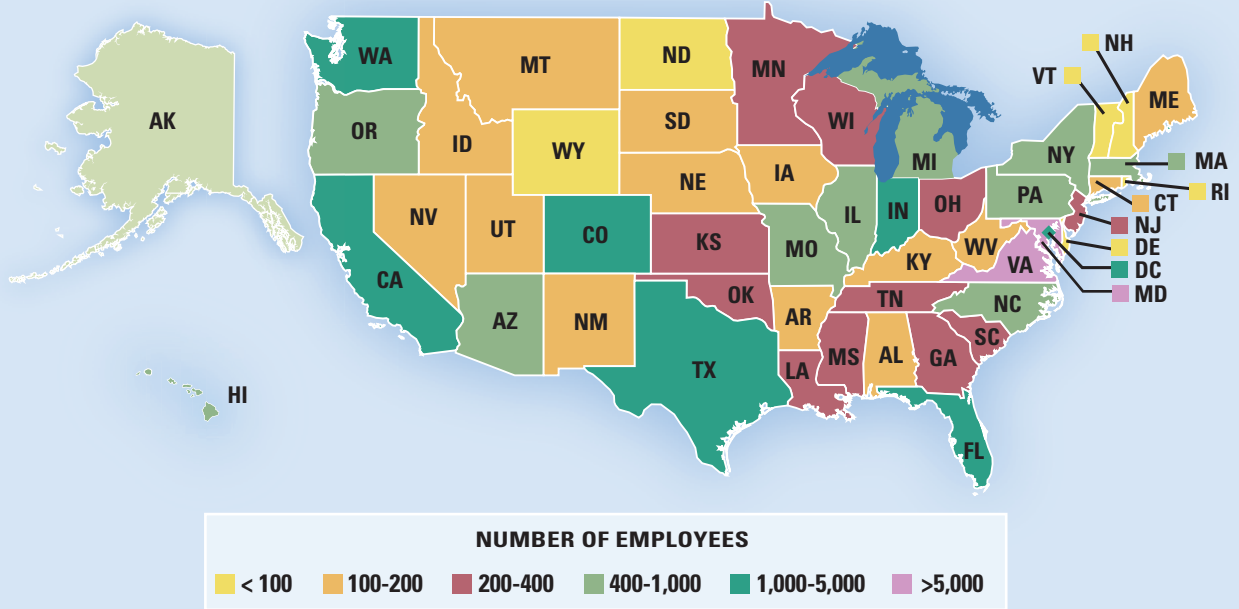 NH
VT
WA
MT
ND
MN
ME
AK
OR
ID
SD
WI
WY
MI
NY
MA
NE
IA
PA
RI
NV
UT
CO
IL
IN
OH
CT
NJ
KS
MO
WV
DE
KY
VA
DC
CA
MD
OK
TN
NC
AZ
NM
AR
SC
MS
AL
GA
TX
LA
HI
FL
NUMBER OF EMPLOYEES
< 100 100-200 200-400 400-1,000 1,000-5,000 >5,000